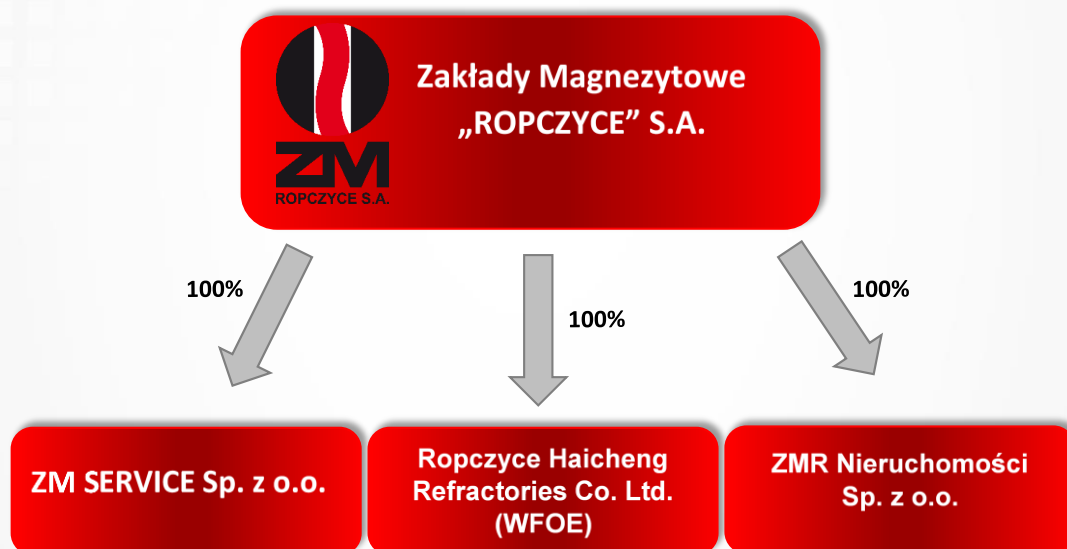 Zakłady Magnezytowe
„ROPCZYCE” S.A.
ZM
ROPCZYCE S.A.
100%
100%
100%
ZM SERVICE Sp. z o.o.
Ropczyce Haicheng
Refractories Co. Ltd.
(WFOE)
ZMR Nieruchomości
Sp. z o.o.